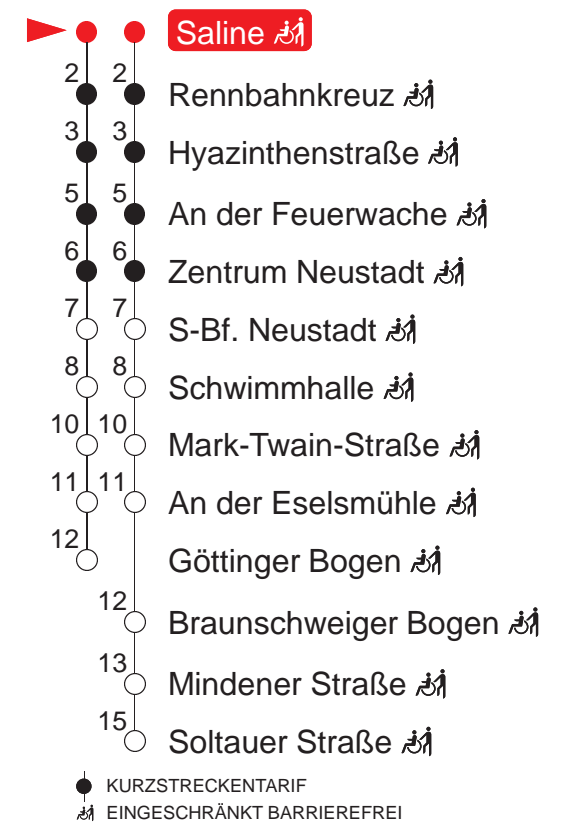 Saline
2 2 Rennbahnkreuz
3 3 Hyazinthenstraße
5 5 An der Feuerwache
6 6 Zentrum Neustadt
7 7 S-Bf. Neustadt
8 8 Schwimmhalle
10 10 Mark-Twain-Straße
11 11 An der Eselsmühle
12 Göttinger Bogen
12 Braunschweiger Bogen
13 Mindener Straße
15 Soltauer Straße
KURZSTRECKENTARIF
EINGESCHRÄNKT BARRIEREFREI